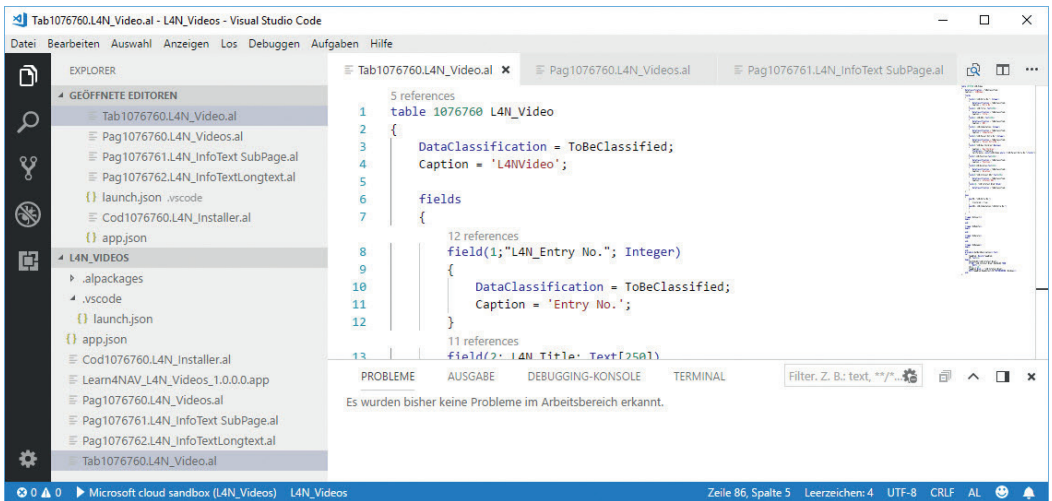 Tab1076760.L4N_Video.al - L4N_Videos - Visual Studio Code
Datei Bearbeiten Auswahl Anzeigen Los Debuggen Aufgaben Hilfe
EXPLORER
GEÖFFNETE EDITOREN
Tab1076760.L4N_Video.al
Pag1076760.L4N_Videos.al
Pag1076761.L4N_InfoText SubPage.al
Pag1076762.L4N_InfoTextLongtext.al
{} launch.json .vscode
Cod1076760.L4N_Installer.al
{} app.json
L4N_VIDEOS
.alpackages
.vscode
{} launch.json
{} app.json
Cod1076760.L4N_Installer.al
Learn4NAV_L4N_Videos_1.0.0.0.app
Pag1076760.L4N_Videos.al
Pag1076761.L4N_InfoText SubPage.al
Pag1076762.L4N_InfoTextLongtext.al
Tab1076760.L4N_Video.al
Tab1076760.L4N_Video.al Pag1076760.L4N_Videos.al Pag1076761.L4N_InfoText SubPage.al
5 references
1 table 1076760 L4N_Video
2 {
3 DataClassification = ToBeClassified;
4 Caption = 'L4NVideo';
5
6 fields
7 {
12 references
8 field(1;"L4N_Entry No."; Integer)
9 {
10 DataClassification = ToBeClassified;
11 Caption = 'Entry No.';
12 }
11 references
13 field(2; L4N_Title; Text[250])
PROBLEME AUSGABE DEBUGGING-KONSOLE TERMINAL Filter. Z. B.: text, **/*...
Es wurden bisher keine Probleme im Arbeitsbereich erkannt.
0 0 Microsoft cloud sandbox (L4N_Videos) L4N_Videos Zeile 86, Spalte 5 Leerzeichen: 4 UTF-8 CRLF AL